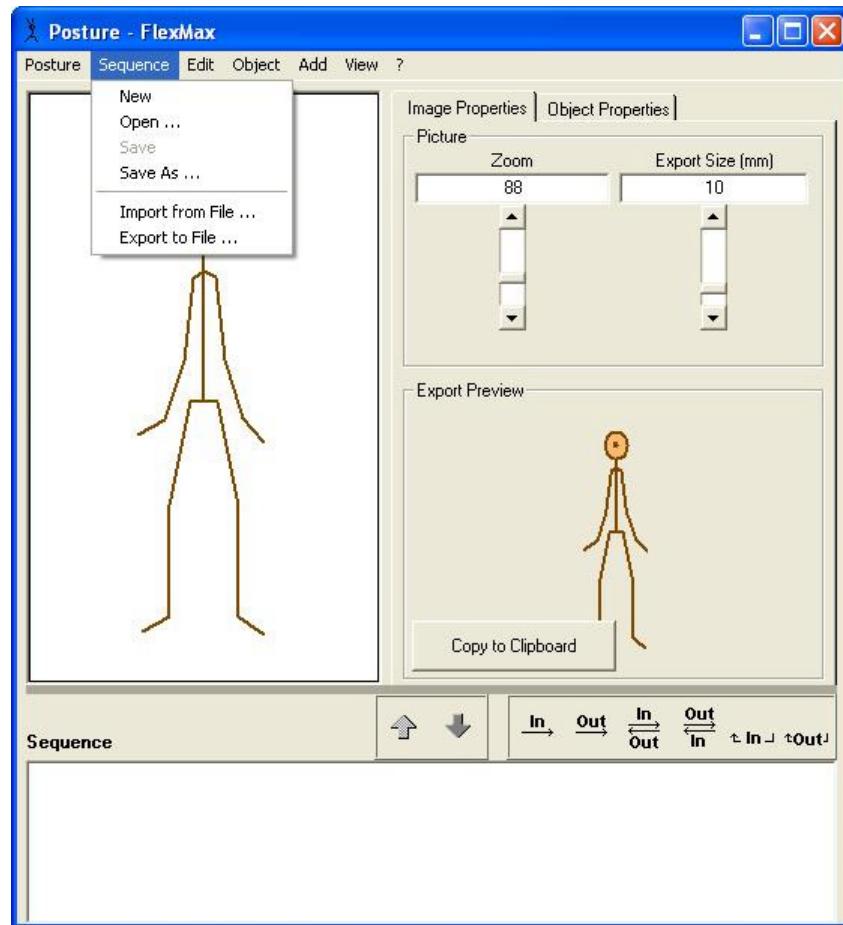 Posture - FlexMax
Posture Sequence Edit Object Add View ?
New
Open ...
Save
Save As ...
Import from File ...
Export to File ...
Image Properties Object Properties
Picture
Zoom Export Size (mm)
88 10
Export Preview
Copy to Clipboard
Sequence
In Out In Out Out In In Out